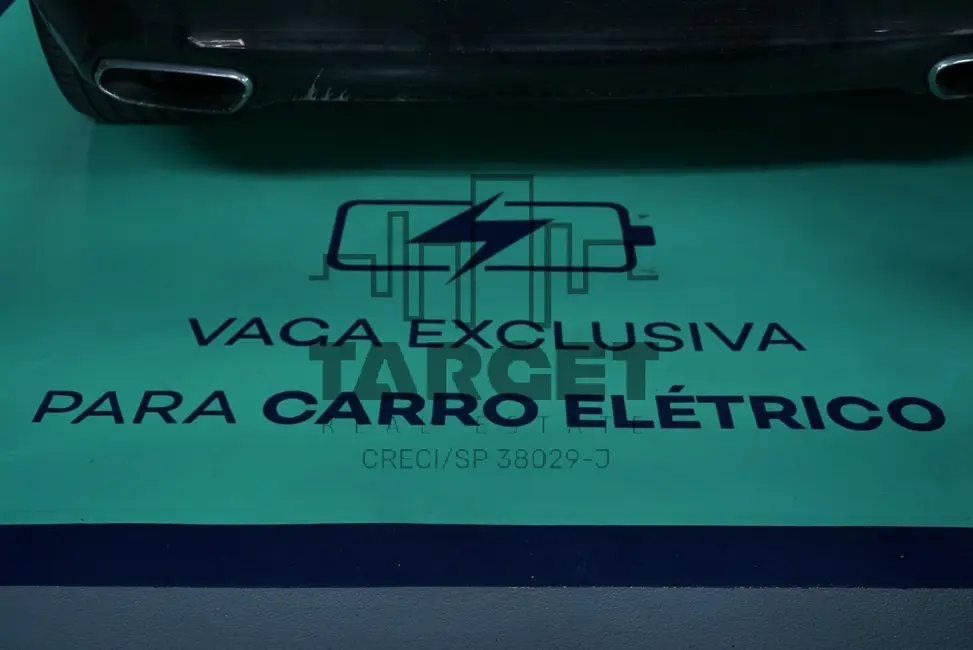 VAGA EXCLUSIVA
TARGET
PARA CARRO ELÉTRICO
REAL ESTATE
CRECI/SP 38029-J